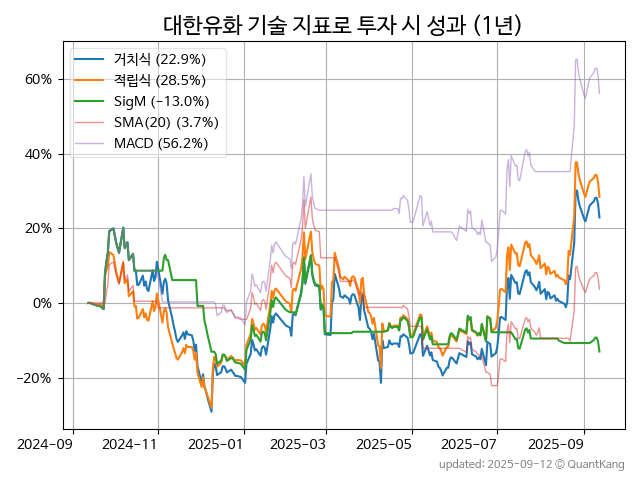 대한유화 기술 지표로 투자 시 성과 (1년)
거치식 (22.9%)
적립식 (28.5%)
SigM (−13.0%)
SMA(20) (3.7%)
MACD (56.2%)
60%
40%
20%
0%
−20%
2024-09
2024-11
2025-01
2025-03
2025-05
2025-07
2025-09
updated: 2025-09-12 © QuantKang